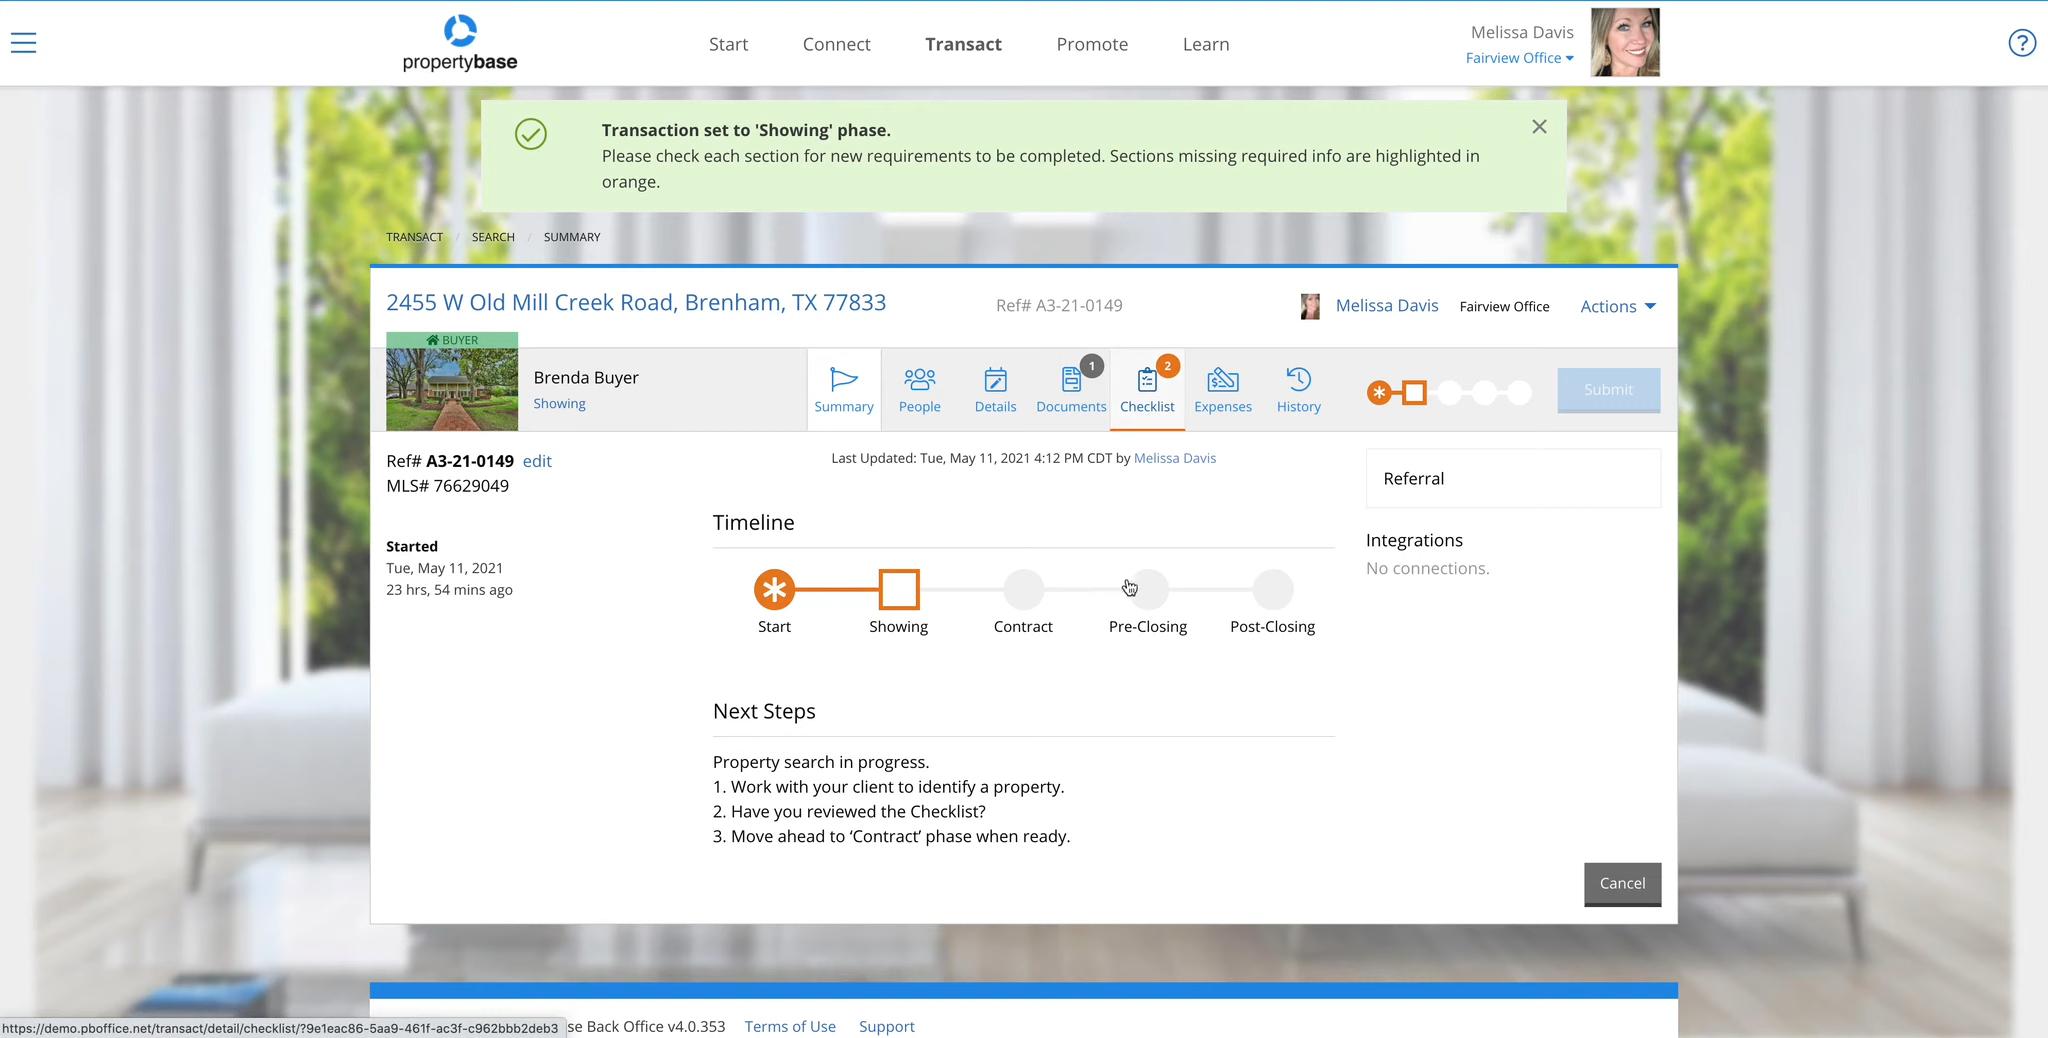 propertybase
Start
Connect
Transact
Promote
Learn
Melissa Davis
Fairview Office
?
Transaction set to 'Showing' phase.
Please check each section for new requirements to be completed. Sections missing required info are highlighted in
orange.
TRANSACT / SEARCH / SUMMARY
2455 W Old Mill Creek Road, Brenham, TX 77833
Ref# A3-21-0149
Melissa Davis
Fairview Office
Actions
BUYER
Brenda Buyer
Showing
Summary
People
Details
1
Documents
2
Checklist
Expenses
History
Submit
Ref# A3-21-0149 edit
MLS# 76629049
Started
Tue, May 11, 2021
23 hrs, 54 mins ago
Last Updated: Tue, May 11, 2021 4:12 PM CDT by Melissa Davis
Timeline
Start
Showing
Contract
Pre-Closing
Post-Closing
Next Steps
Property search in progress.
1. Work with your client to identify a property.
2. Have you reviewed the Checklist?
3. Move ahead to ‘Contract’ phase when ready.
Referral
Integrations
No connections.
Cancel
https://demo.pboffice.net/transact/detail/checklist/?9e1eac86-5aa9-461f-ac3f-c962bbb2deb3
se Back Office v4.0.353
Terms of Use
Support